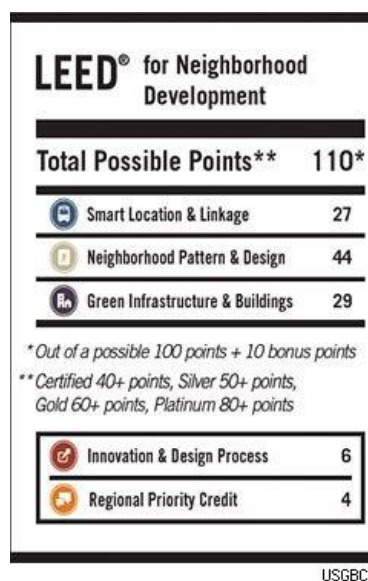 LEED® for Neighborhood
Development
Total Possible Points** 110*
Smart Location & Linkage 27
Neighborhood Pattern & Design 44
Green Infrastructure & Buildings 29
*Out of a possible 100 points + 10 bonus points
**Certified 40+ points, Silver 50+ points,
Gold 60+ points, Platinum 80+ points
Innovation & Design Process 6
Regional Priority Credit 4
USGBC